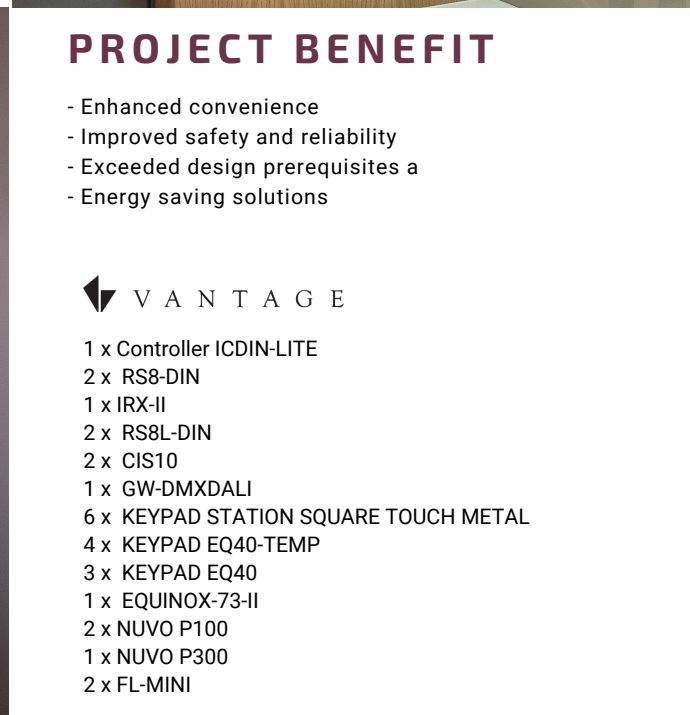 PROJECT BENEFIT
- Enhanced convenience
- Improved safety and reliability
- Exceeded design prerequisites a
- Energy saving solutions
VANTAGE
1 x Controller ICDIN-LITE
2 x RS8-DIN
1 x IRX-II
2 x RS8L-DIN
2 x CIS10
1 x GW-DMXDALI
6 x KEYPAD STATION SQUARE TOUCH METAL
4 x KEYPAD EQ40-TEMP
3 x KEYPAD EQ40
1 x EQUINOX-73-II
2 x NUVO P100
1 x NUVO P300
2 x FL-MINI